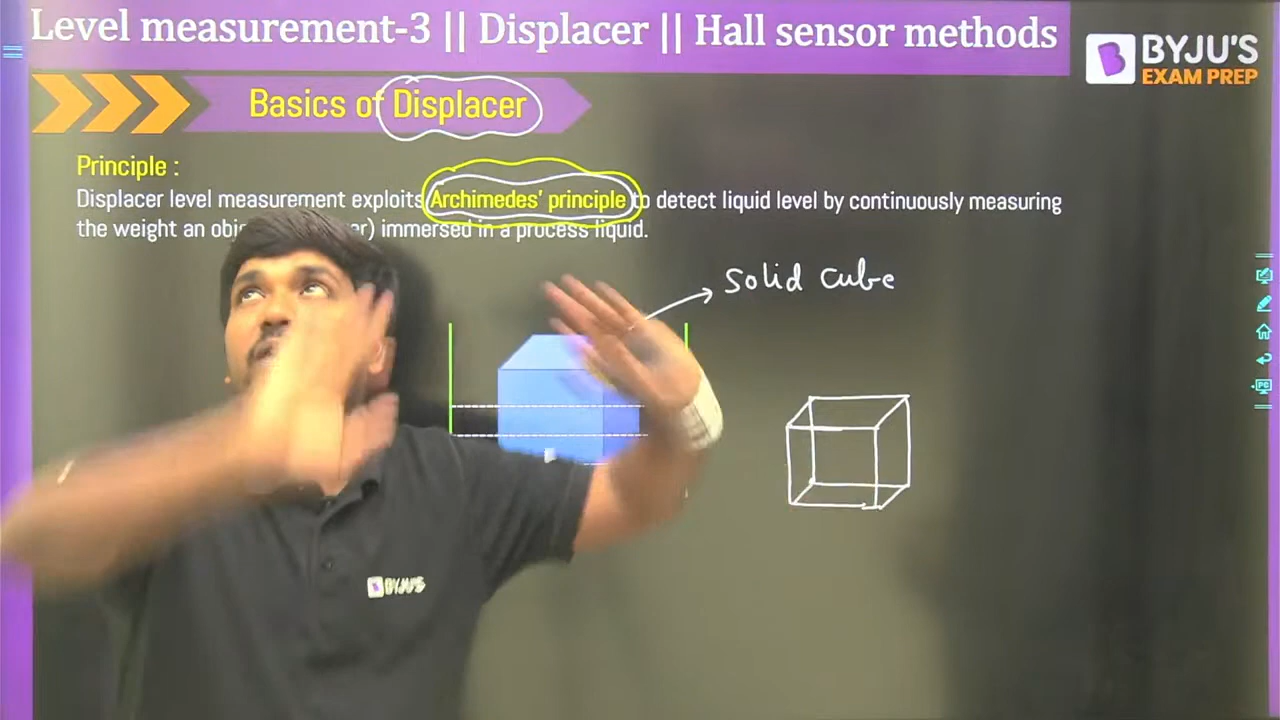 Level measurement-3 || Displacer || Hall sensor methods
BYJU'S
EXAM PREP
Basics of Displacer
Principle :
Displacer level measurement exploits Archimedes' principle to detect liquid level by continuously measuring
the weight an immersed in a process liquid.
Solid Cube
BYJU'S
PC